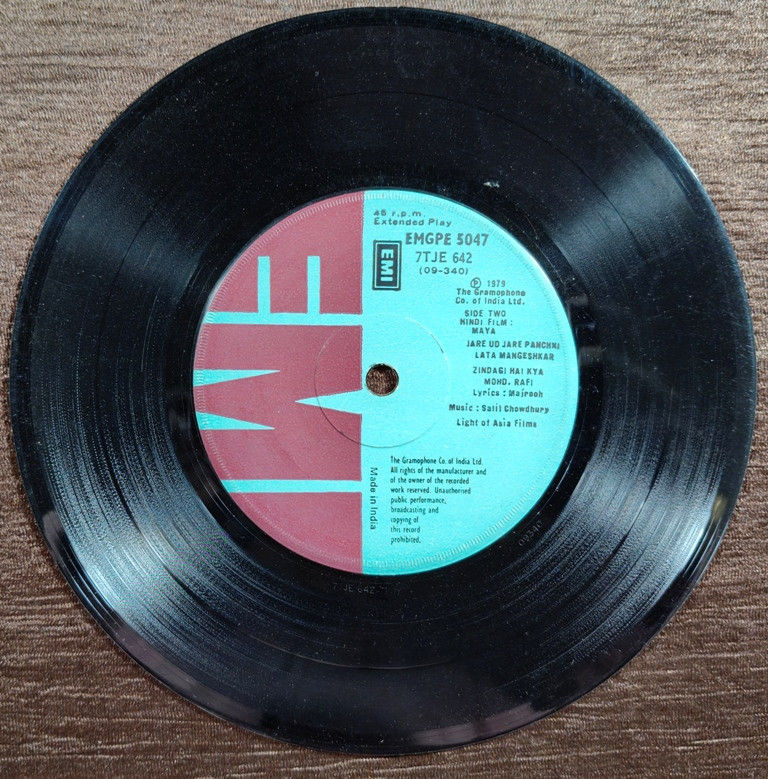 EMI
45 r.p.m.
Extended Play
EMGPE 5047
EMI
7TJE 642
(09-340)
Ⓟ 1979
The Gramophone
Co. of India Ltd.
SIDE TWO
HINDI FILM :
MAYA
JARE UD JARE PANCHHI
LATA MANGESHKAR
ZINDAGI HAI KYA
MOHD. RAFI
Lyrics : Majrooh
Music : Salil Chowdhury
Light of Asia Films
The Gramophone Co. of India Ltd.
All rights of the manufacturer and
of the owner of the recorded
work reserved. Unauthorised
public performance,
broadcasting and
copying of
this record
prohibited.
Made in India
7TJE 642